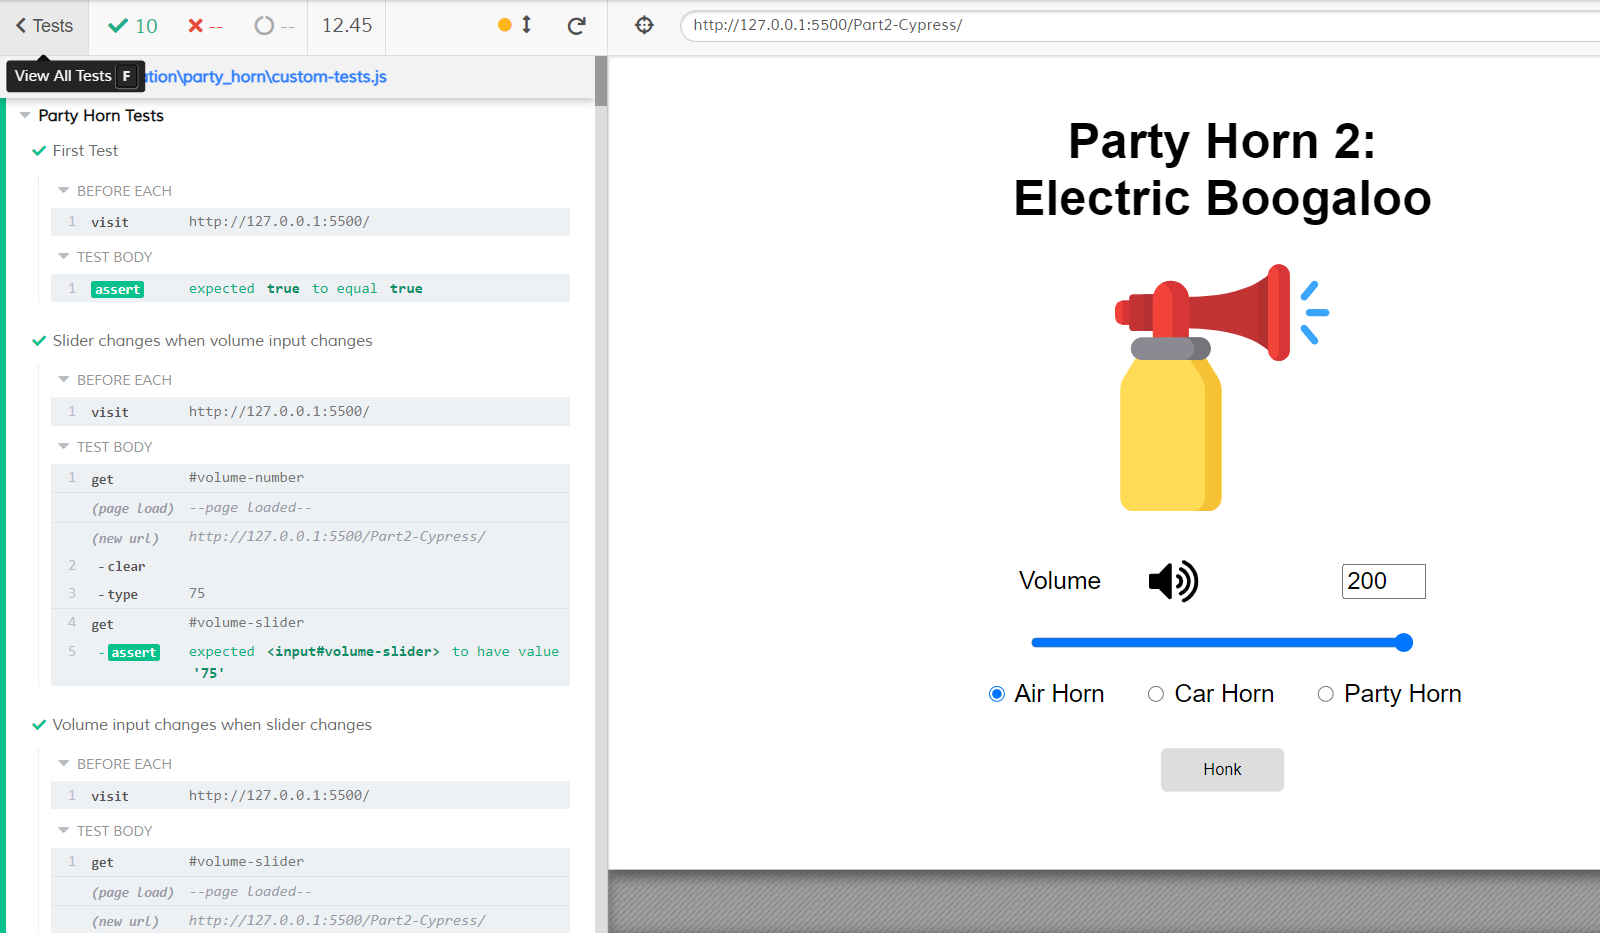 Tests
10
--
--
12.45
http://127.0.0.1:5500/Part2-Cypress/
View All Tests F
ation\party_horn\custom-tests.js
Party Horn Tests
First Test
BEFORE EACH
1 visit http://127.0.0.1:5500/
TEST BODY
1 assert expected true to equal true
Slider changes when volume input changes
BEFORE EACH
1 visit http://127.0.0.1:5500/
TEST BODY
1 get #volume-number
(page load) --page loaded--
(new url) http://127.0.0.1:5500/Part2-Cypress/
2 -clear
3 -type 75
4 get #volume-slider
5 -assert expected <input#volume-slider> to have value
'75'
Volume input changes when slider changes
BEFORE EACH
1 visit http://127.0.0.1:5500/
TEST BODY
1 get #volume-slider
(page load) --page loaded--
(new url) http://127.0.0.1:5500/Part2-Cypress/
Party Horn 2:
Electric Boogaloo
Volume
200
Air Horn
Car Horn
Party Horn
Honk